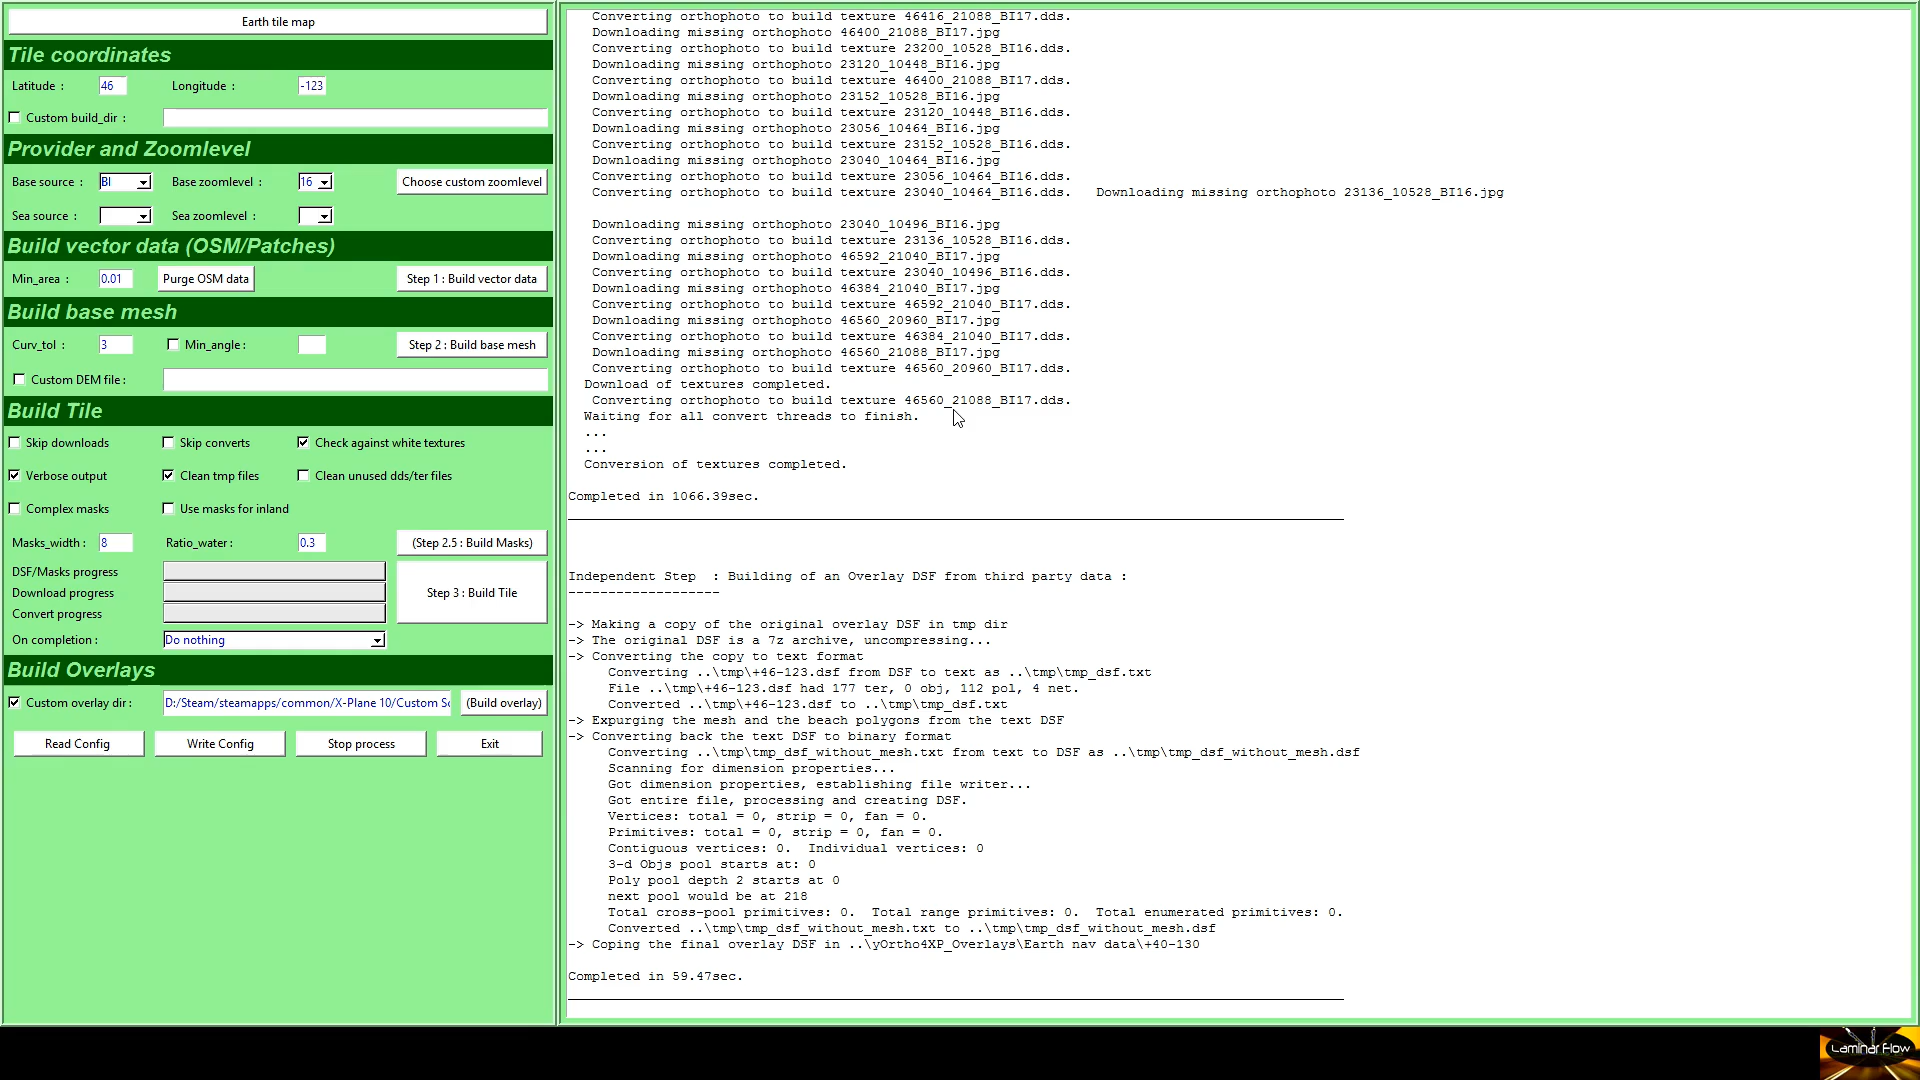 Earth tile map
Tile coordinates
Latitude : 46 Longitude : -123
Custom build_dir :
Provider and Zoomlevel
Base source : BI Base zoomlevel : 16 Choose custom zoomlevel
Sea source : Sea zoomlevel :
Build vector data (OSM/Patches)
Min_area : 0.01 Purge OSM data Step 1 : Build vector data
Build base mesh
Curv_tol : 3 Min_angle : Step 2 : Build base mesh
Custom DEM file :
Build Tile
Skip downloads Skip converts Check against white textures
Verbose output Clean tmp files Clean unused dds/ter files
Complex masks Use masks for inland
Masks_width : 8 Ratio_water : 0.3 (Step 2.5 : Build Masks)
DSF/Masks progress
Download progress
Step 3 : Build Tile
Convert progress
On completion : Do nothing
Build Overlays
Custom overlay dir : D:/Steam/steamapps/common/X-Plane 10/Custom Sc (Build overlay)
Read Config Write Config Stop process Exit
Converting orthophoto to build texture 46416_21088_BI17.dds.
Downloading missing orthophoto 46400_21088_BI17.jpg
Converting orthophoto to build texture 23200_10528_BI16.dds.
Downloading missing orthophoto 23120_10448_BI16.jpg
Converting orthophoto to build texture 46400_21088_BI17.dds.
Downloading missing orthophoto 23152_10528_BI16.jpg
Converting orthophoto to build texture 23120_10448_BI16.dds.
Downloading missing orthophoto 23056_10464_BI16.jpg
Converting orthophoto to build texture 23152_10528_BI16.dds.
Downloading missing orthophoto 23040_10464_BI16.jpg
Converting orthophoto to build texture 23056_10464_BI16.dds.
Converting orthophoto to build texture 23040_10464_BI16.dds. Downloading missing orthophoto 23136_10528_BI16.jpg
Downloading missing orthophoto 23040_10496_BI16.jpg
Converting orthophoto to build texture 23136_10528_BI16.dds.
Downloading missing orthophoto 46592_21040_BI17.jpg
Converting orthophoto to build texture 23040_10496_BI16.dds.
Downloading missing orthophoto 46384_21040_BI17.jpg
Converting orthophoto to build texture 46592_21040_BI17.dds.
Downloading missing orthophoto 46560_20960_BI17.jpg
Converting orthophoto to build texture 46384_21040_BI17.dds.
Downloading missing orthophoto 46560_21088_BI17.jpg
Converting orthophoto to build texture 46560_20960_BI17.dds.
Download of textures completed.
Converting orthophoto to build texture 46560_21088_BI17.dds.
Waiting for all convert threads to finish.
...
...
Conversion of textures completed.
Completed in 1066.39sec.
Independent Step : Building of an Overlay DSF from third party data :
-------------------
-> Making a copy of the original overlay DSF in tmp dir
-> The original DSF is a 7z archive, uncompressing...
-> Converting the copy to text format
Converting ..\tmp\+46-123.dsf from DSF to text as ..\tmp\tmp_dsf.txt
File ..\tmp\+46-123.dsf had 177 ter, 0 obj, 112 pol, 4 net.
Converted ..\tmp\+46-123.dsf to ..\tmp\tmp_dsf.txt
-> Expurging the mesh and the beach polygons from the text DSF
-> Converting back the text DSF to binary format
Converting ..\tmp\tmp_dsf_without_mesh.txt from text to DSF as ..\tmp\tmp_dsf_without_mesh.dsf
Scanning for dimension properties...
Got dimension properties, establishing file writer...
Got entire file, processing and creating DSF.
Vertices: total = 0, strip = 0, fan = 0.
Primitives: total = 0, strip = 0, fan = 0.
Contiguous vertices: 0. Individual vertices: 0
3-d Objs pool starts at: 0
Poly pool depth 2 starts at 0
next pool would be at 218
Total cross-pool primitives: 0. Total range primitives: 0. Total enumerated primitives: 0.
Converted ..\tmp\tmp_dsf_without_mesh.txt to ..\tmp\tmp_dsf_without_mesh.dsf
-> Coping the final overlay DSF in ..\yOrtho4XP_Overlays\Earth nav data\+40-130
Completed in 59.47sec.
Laminar Flow